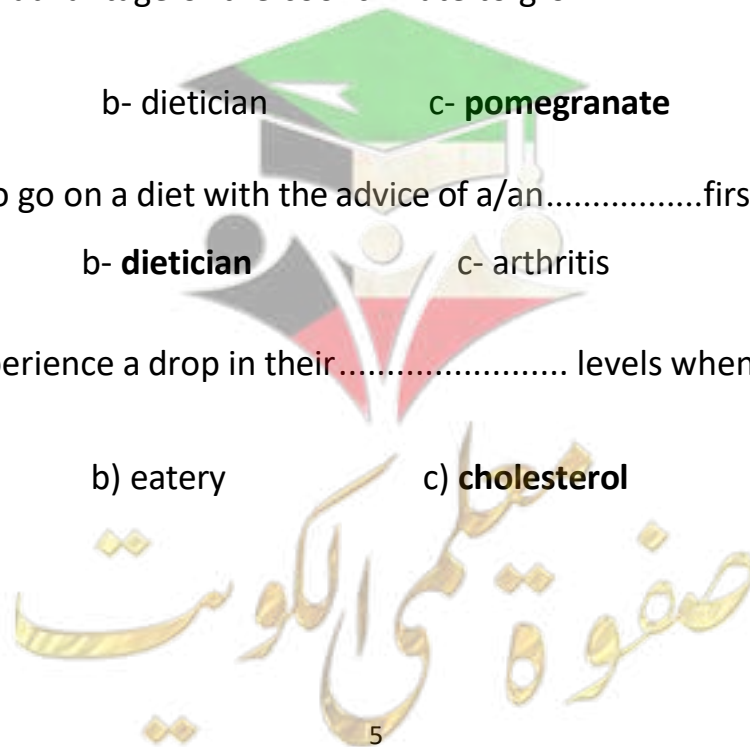 b- dietician c- pomegranate
o go on a diet with the advice of a/an.................firs
b- dietician c- arthritis
perience a drop in their........................ levels when
b) eatery c) cholesterol
صفوة معلمى الكويت
5